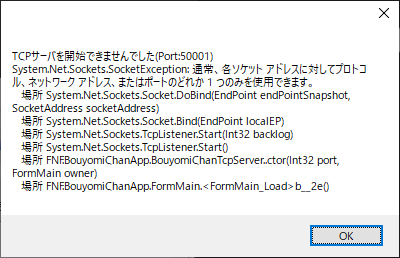 TCPサーバを開始できませんでした(Port:50001)
System.Net.Sockets.SocketException: 通常、各ソケット アドレスに対してプロトコ
ル、ネットワーク アドレス、またはポートのどれか 1 つのみを使用できます。
場所 System.Net.Sockets.Socket.DoBind(EndPoint endPointSnapshot,
SocketAddress socketAddress)
場所 System.Net.Sockets.Socket.Bind(EndPoint localEP)
場所 System.Net.Sockets.TcpListener.Start(Int32 backlog)
場所 System.Net.Sockets.TcpListener.Start()
場所 FNF.BouyomiChanApp.BouyomiChanTcpServer..ctor(Int32 port,
FormMain owner)
場所 FNF.BouyomiChanApp.FormMain.<FormMain_Load>b__2e()
OK